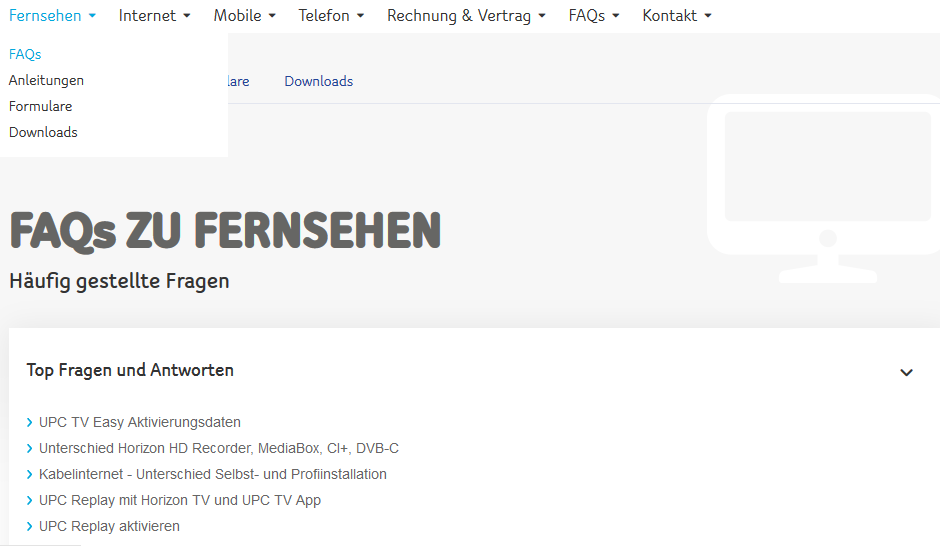 Fernsehen Internet Mobile Telefon Rechnung & Vertrag FAQs Kontakt
FAQs
Anleitungen
Formulare
Downloads
Downloads
FAQs ZU FERNSEHEN
Häufig gestellte Fragen
Top Fragen und Antworten
UPC TV Easy Aktivierungsdaten
Unterschied Horizon HD Recorder, MediaBox, CI+, DVB-C
Kabelinternet - Unterschied Selbst- und Profiinstallation
UPC Replay mit Horizon TV und UPC TV App
UPC Replay aktivieren